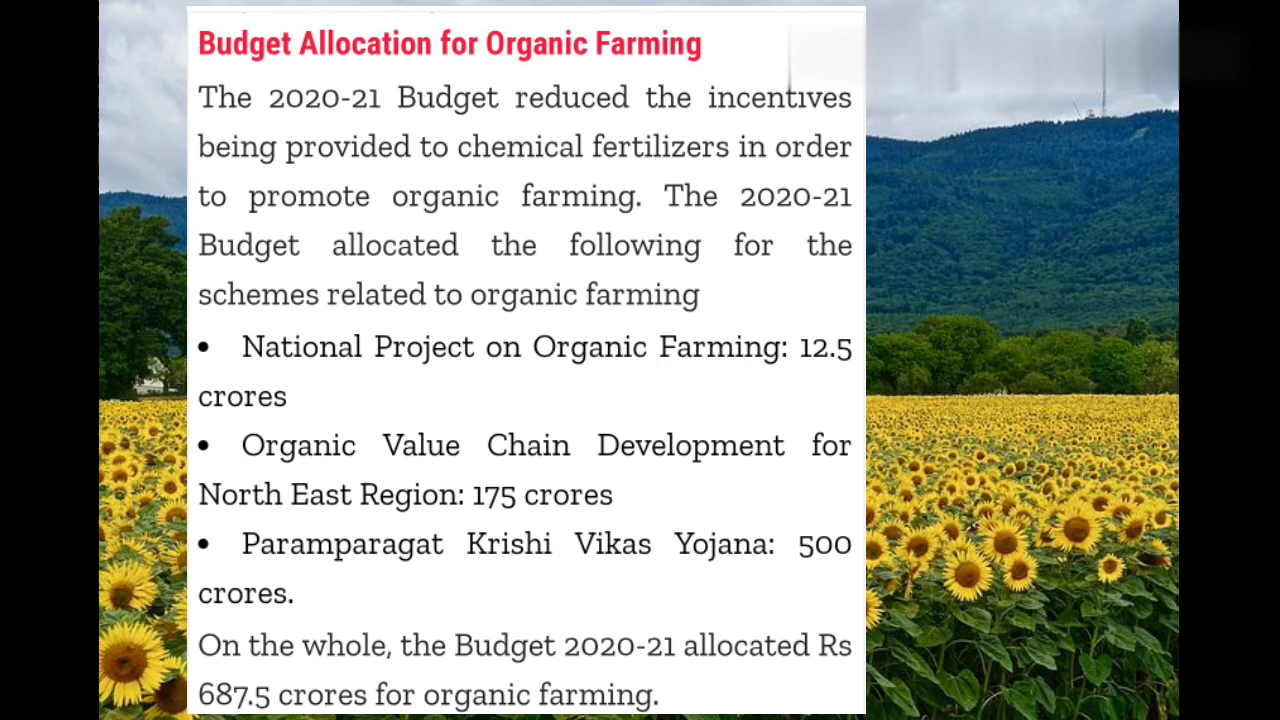 Budget Allocation for Organic Farming
The 2020-21 Budget reduced the incentives
being provided to chemical fertilizers in order
to promote organic farming. The 2020-21
Budget allocated the following for the
schemes related to organic farming
• National Project on Organic Farming: 12.5
crores
• Organic Value Chain Development for
North East Region: 175 crores
• Paramparagat Krishi Vikas Yojana: 500
crores.
On the whole, the Budget 2020-21 allocated Rs
687.5 crores for organic farming.